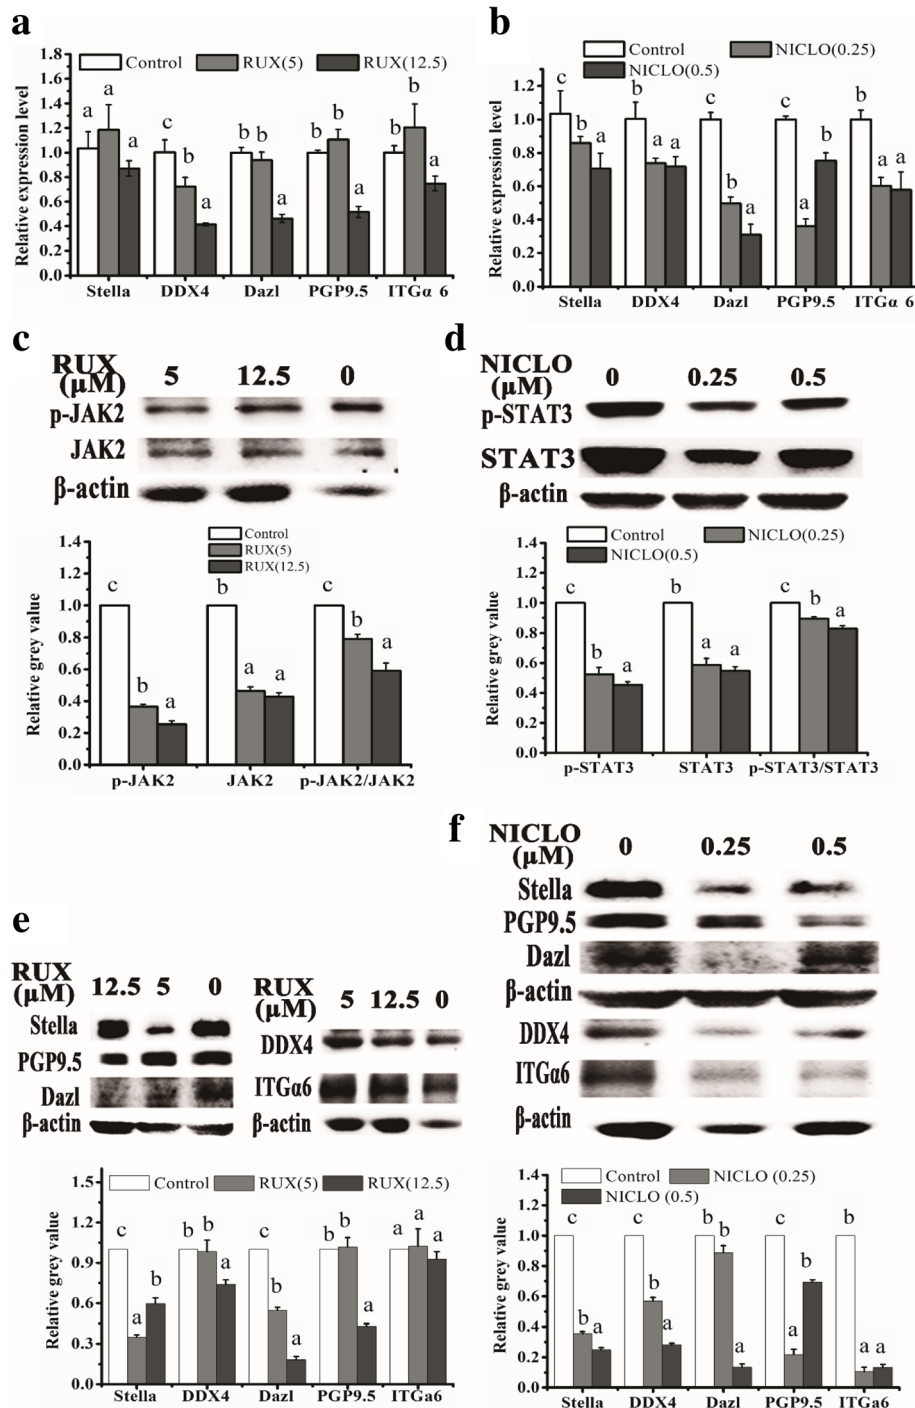 a
Control RUX(5) RUX(12.5)
Relative expression level
1.8
1.6
1.4
1.2
1.0
0.8
0.6
0.4
0.2
0.0
a a a c b a b b a b b a b b a
Stella DDX4 Dazl PGP9.5 ITGα 6
b
Control NICLO(0.25)
NICLO(0.5)
Relative expression level
1.2
1.0
0.8
0.6
0.4
0.2
0.0
c b a b a a c b a c a b b a a
Stella DDX4 Dazl PGP9.5 ITGα 6
c
RUX
(μM) 5 12.5 0
p-JAK2
JAK2
β-actin
Control
RUX(5)
RUX(12.5)
Relative grey value
1.4
1.2
1.0
0.8
0.6
0.4
0.2
0.0
c b a b a a c b a
p-JAK2 JAK2 p-JAK2/JAK2
d
NICLO
(μM) 0 0.25 0.5
p-STAT3
STAT3
β-actin
Control NICLO(0.25)
NICLO(0.5)
Relative grey value
1.4
1.2
1.0
0.8
0.6
0.4
0.2
0.0
c b a b a a c b a
p-STAT3 STAT3 p-STAT3/STAT3
e
RUX
(μM) 12.5 5 0
Stella
PGP9.5
Dazl
β-actin
RUX
(μM) 5 12.5 0
DDX4
ITGα6
β-actin
Control RUX(5) RUX(12.5)
Relative grey value
1.5
1.2
0.9
0.6
0.3
0.0
c a b b b a c b a b b a a a a
Stella DDX4 Dazl PGP9.5 ITGa6
f
NICLO
(μM) 0 0.25 0.5
Stella
PGP9.5
Dazl
β-actin
DDX4
ITGα6
β-actin
Control NICLO (0.25)
NICLO (0.5)
Relative grey value
1.4
1.2
1.0
0.8
0.6
0.4
0.2
0.0
c b a c b a b b a c a b b a a
Stella DDX4 Dazl PGP9.5 ITGa6